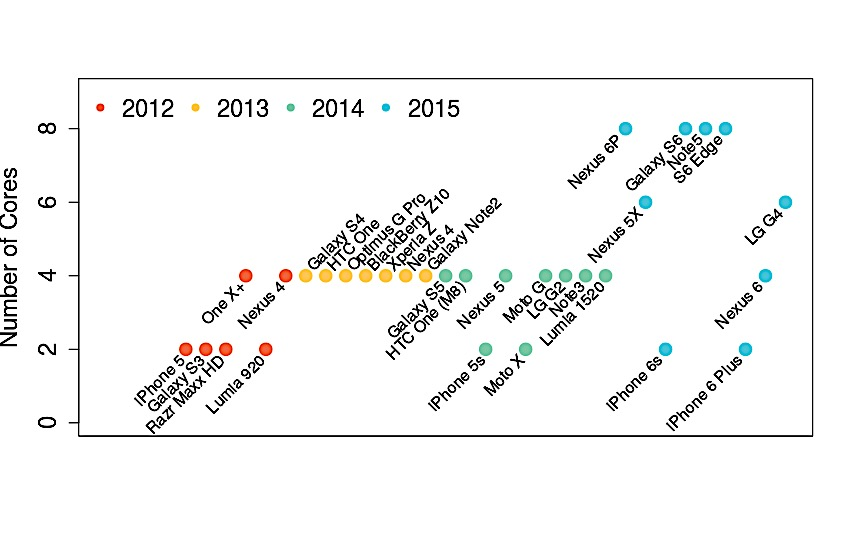 2012 2013 2014 2015
Number of Cores
8
6
4
2
0
IPhone 5
Galaxy S3
Razr Maxx HD
One X+
Lumia 920
Nexus 4
Galaxy S4
HTC One
Optimus G Pro
BlackBerry Z10
Xperia Z
Nexus 4
Galaxy Note2
Galaxy S5
HTC One (M8)
IPhone 5s
Nexus 5
Moto X
Moto G
LG G2
Note3
Lumia 1520
Nexus 6P
Nexus 5X
IPhone 6s
Galaxy S6
Note5
S6 Edge
IPhone 6 Plus
Nexus 6
LG G4